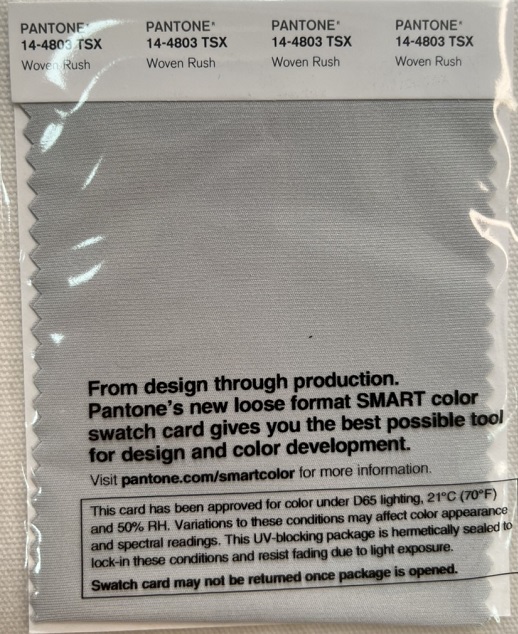 PANTONE® PANTONE® PANTONE® PANTONE®
14-4803 TSX 14-4803 TSX 14-4803 TSX 14-4803 TSX
Woven Rush Woven Rush Woven Rush Woven Rush
From design through production.
Pantone's new loose format SMART color
swatch card gives you the best possible tool
for design and color development.
Visit pantone.com/smartcolor for more information.
This card has been approved for color under D65 lighting, 21°C (70°F)
and 50% RH. Variations to these conditions may affect color appearance
and spectral readings. This UV-blocking package is hermetically sealed to
lock-in these conditions and resist fading due to light exposure.
Swatch card may not be returned once package is opened.